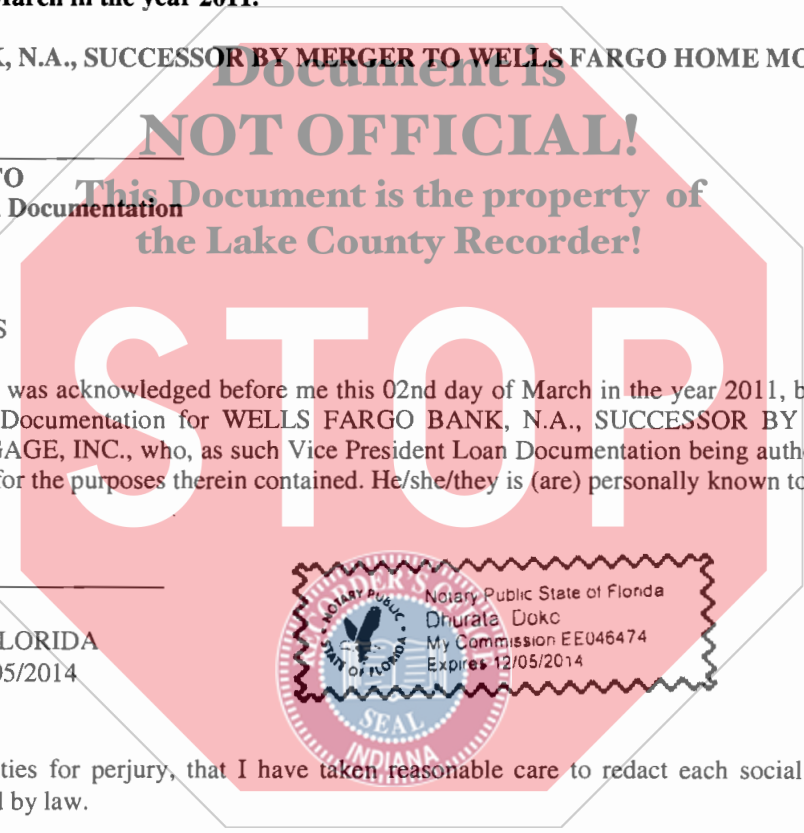 March in the year 2011.
K, N.A., SUCCESSOR BY MERGER TO WELLS FARGO HOME MO
Document is
NOT OFFICIAL!
TO
This Document is the property of
Documentation
the Lake County Recorder!
S
STOP
was acknowledged before me this 02nd day of March in the year 2011, b
Documentation for WELLS FARGO BANK, N.A., SUCCESSOR BY
GAGE, INC., who, as such Vice President Loan Documentation being autho
for the purposes therein contained. He/she/they is (are) personally known to
RECORDER'S OFFICE
NOTARY PUBLIC
STATE OF FLORIDA
Notary Public State of Florida
Dhurata Doko
My Commission EE046474
Expires 12/05/2014
LORIDA
05/2014
SEAL
INDIANA
ties for perjury, that I have taken reasonable care to redact each social
d by law.